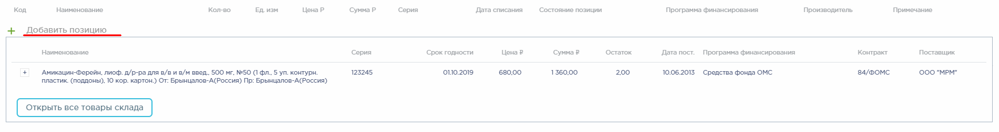 Код Наименование Кол-во Ед. изм Цена Р Сумма Р Серия Дата списания Состояние позиции Программа финансирования Производитель Примечание
+ Добавить позицию
Наименование Серия Срок годности Цена ₽ Сумма ₽ Остаток Дата пост. Программа финансирования Контракт Поставщик
+ Амикацин-Ферейн, лиоф. д/р-ра для в/в и в/м введ., 500 мг, №50 (1 фл., 5 уп. контурн. 123245 01.10.2019 680,00 1 360,00 2,00 10.06.2013 Средства фонда ОМС 84/ФОМС ООО "МРМ"
пластик. (поддоны), 10 кор. картон.) От: Брынцалов-А(Россия) Пр: Брынцалов-А(Россия)
Открыть все товары склада